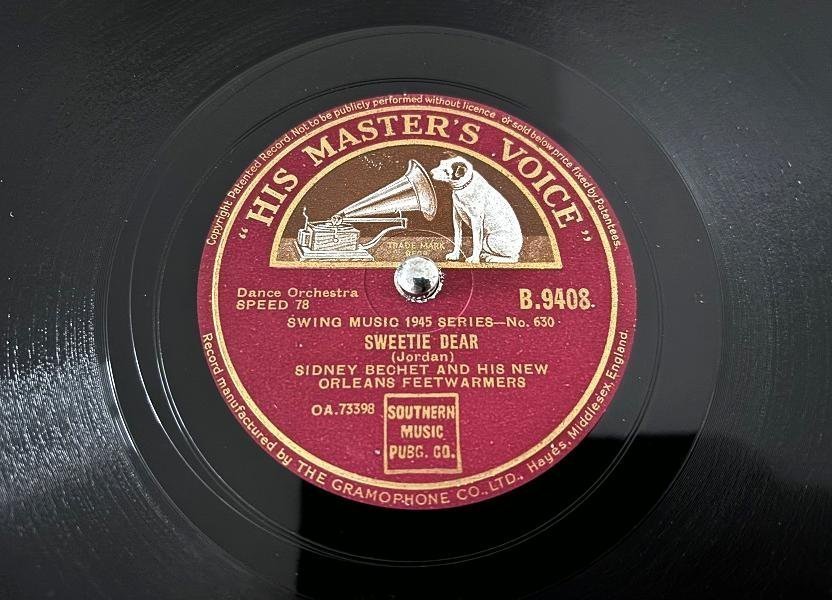 Copyright. Patented Record. Not to be publicly performed without licence or sold below price fixed by Patentees.
"HIS MASTER'S VOICE"
TRADE MARK
Dance Orchestra
SPEED 78
B.9408.
SWING MUSIC 1945 SERIES—No. 630
SWEETIE DEAR
(Jordan)
SIDNEY BECHET AND HIS NEW
ORLEANS FEETWARMERS
OA.73398
SOUTHERN
MUSIC
PUBG. CO.
Record manufactured by THE GRAMOPHONE CO., LTD., Hayes, Middlesex, England.